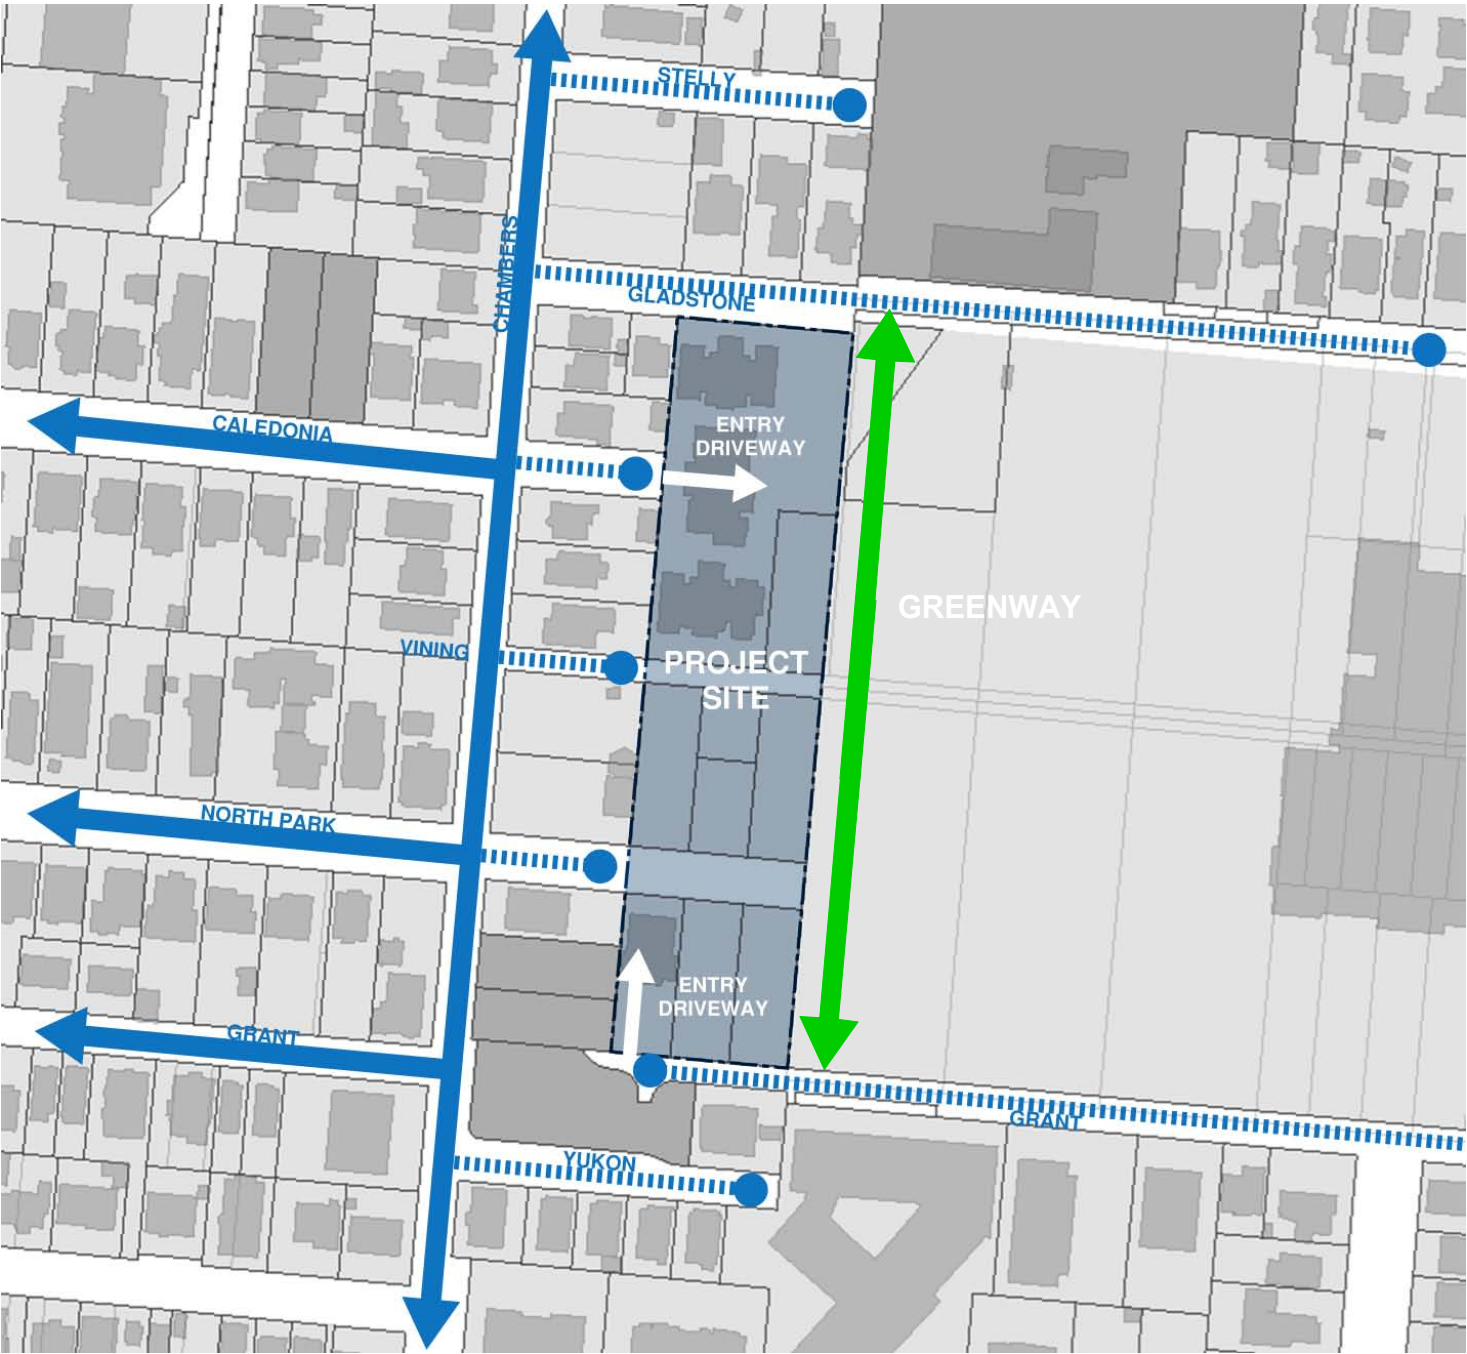 STELLY
CHAMBERS
GLADSTONE
CALEDONIA
ENTRY
DRIVEWAY
GREENWAY
VINING
PROJECT
SITE
NORTH PARK
ENTRY
DRIVEWAY
GRANT
GRANT
YUKON